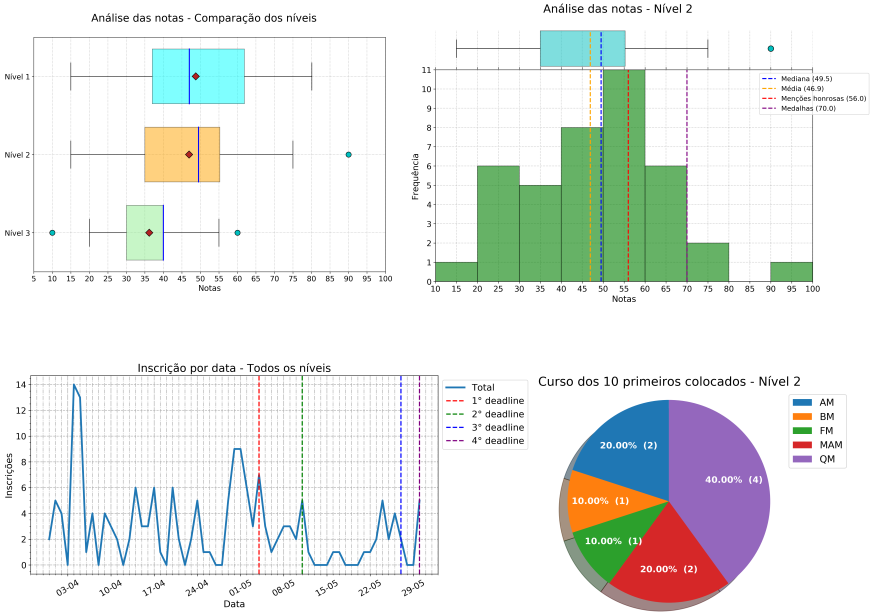 Análise das notas - Comparação dos níveis
Nível 1
Nível 2
Nível 3
5 10 15 20 25 30 35 40 45 50 55 60 65 70 75 80 85 90 95 100
Notas
Análise das notas - Nível 2
Frequência
11
10
9
8
7
6
5
4
3
2
1
0
10 15 20 25 30 35 40 45 50 55 60 65 70 75 80 85 90 95 100
Notas
Mediana (49.5)
Média (46.9)
Menções honrosas (56.0)
Medalhas (70.0)
Inscrição por data - Todos os níveis
Inscrições
14
12
10
8
6
4
2
0
03-04 10-04 17-04 24-04 01-05 08-05 15-05 22-05 29-05
Data
Total
1° deadline
2° deadline
3° deadline
4° deadline
Curso dos 10 primeiros colocados - Nível 2
20.00% (2)
10.00% (1)
10.00% (1)
20.00% (2)
40.00% (4)
AM
BM
FM
MAM
QM